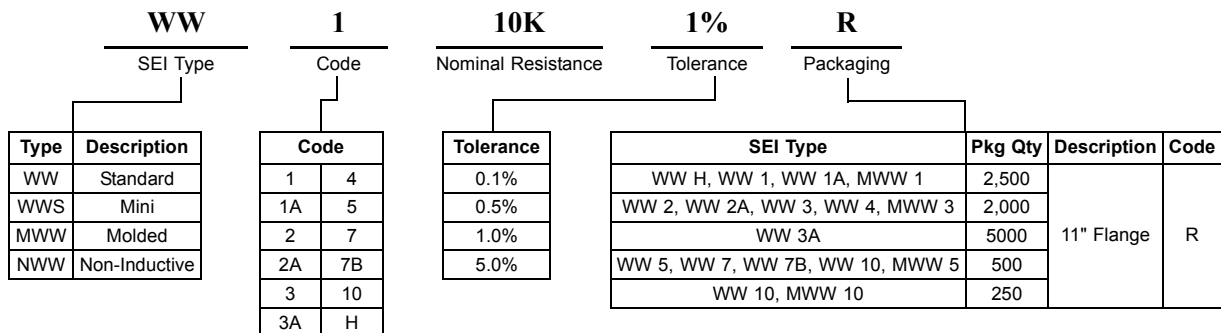 WW 1 10K 1% R
SEI Type Code Nominal Resistance Tolerance Packaging
Type Description
WW Standard
WWS Mini
MWW Molded
NWW Non-Inductive
Code
1 4
1A 5
2 7
2A 7B
3 10
3A H
Tolerance
0.1%
0.5%
1.0%
5.0%
SEI Type Pkg Qty Description Code
WW H, WW 1, WW 1A, MWW 1 2,500
WW 2, WW 2A, WW 3, WW 4, MWW 3 2,000
WW 3A 5000
11" Flange R
WW 5, WW 7, WW 7B, WW 10, MWW 5 500
WW 10, MWW 10 250